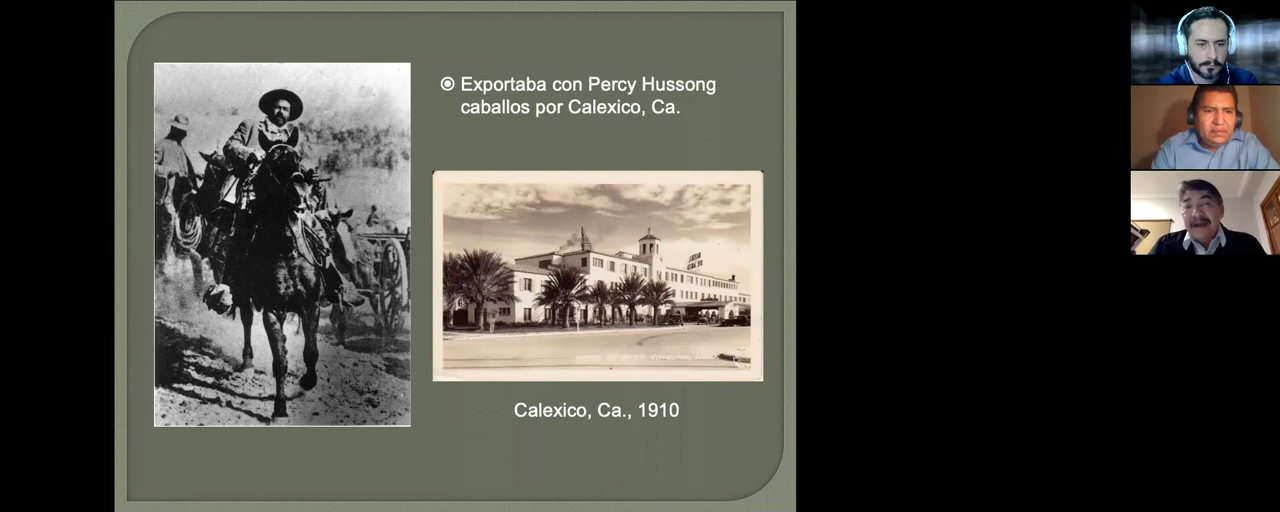 Exportaba con Percy Hussong
caballos por Calexico, Ca.
Calexico, Ca., 1910